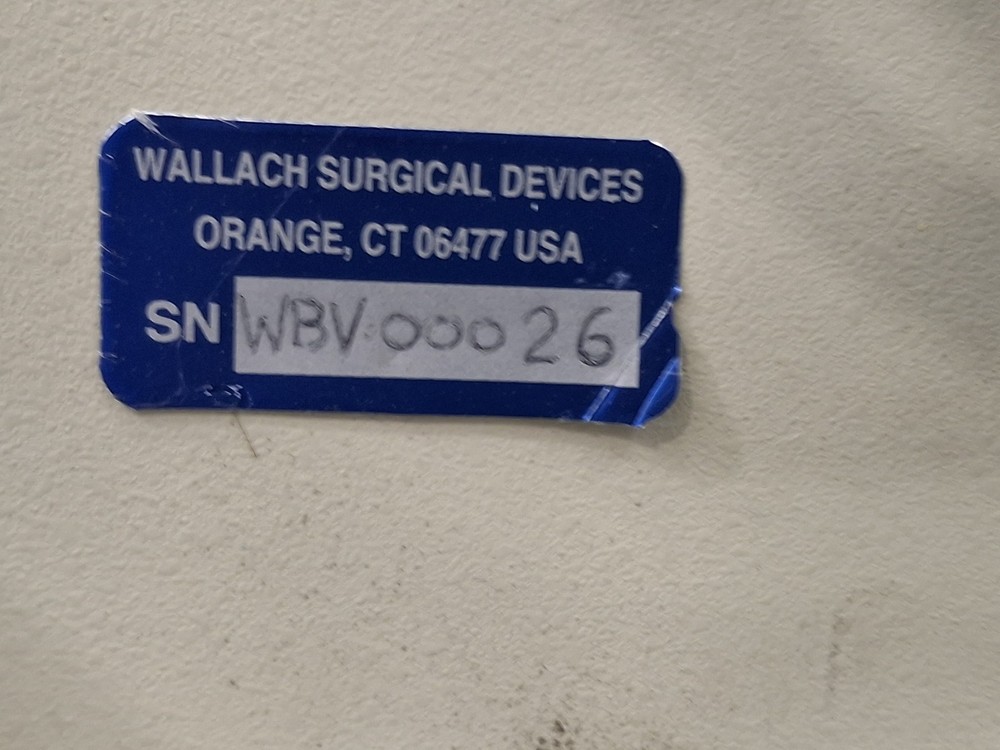 WALLACH SURGICAL DEVICES
ORANGE, CT 06477 USA
SN WBV 00026